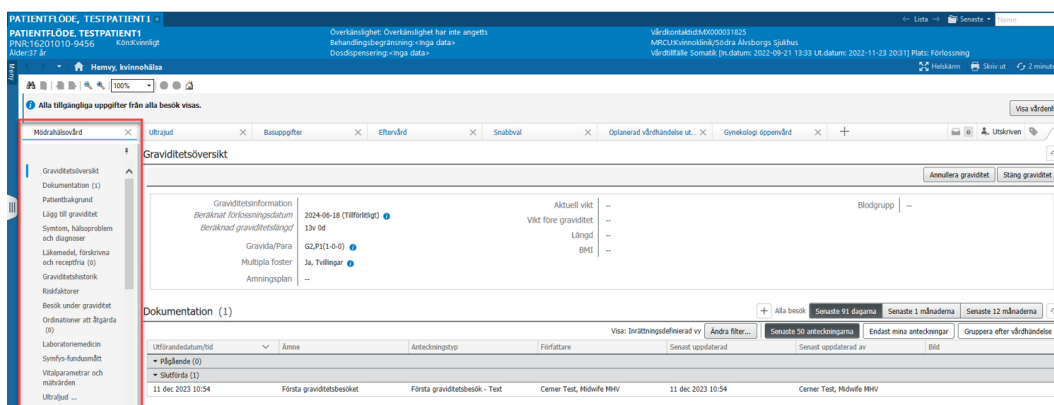 PATIENTFLÖDE, TESTPATIENT1 ×
← Lista → Senaste Namn
PATIENTFLÖDE, TESTPATIENT1
PNR:16201010-9456 Kön:Kvinnligt
Ålder:37 år
Överkänslighet: Överkänslighet har inte angetts
Behandlingsbegränsning:<Inga data>
Dosdispensering:<Inga data>
Vårdkontaktid:MX000031825
MRCU:Kvinnoklinik/Södra Älvsborgs Sjukhus
Vårdtillfälle Somatik [In.datum: 2022-09-21 13:33 Ut.datum: 2022-11-23 20:31] Plats: Förlossning
Meny
Hemvy, kvinnohälsa
Helskärm Skriv ut 2 minute
100%
Alla tillgängliga uppgifter från alla besök visas.
Visa vårdenh
Mödrahälsovård × Ultraljud × Basuppgifter × Eftervård × Snabbval × Oplanerad vårdhändelse ut... × Gynekologi öppenvård × +
0 Utskriven
Graviditetsöversikt
Dokumentation (1)
Patientbakgrund
Lägg till graviditet
Symtom, hälsoproblem
och diagnoser
Läkemedel, förskrivna
och receptfria (0)
Graviditetshistorik
Riskfaktorer
Besök under graviditet
Ordinationer att åtgärda
(0)
Laboratoriemedicin
Symfys-fundusmått
Vitalparametrar och
mätvärden
Ultraljud ...
Graviditetsöversikt
Annullera graviditet Stäng graviditet
Graviditetsinformation
Beräknat förlossningsdatum 2024-06-18 (Tillförlitligt)
Beräknad graviditetslängd 13v 0d
Gravida/Para G2,P1(1-0-0)
Multipla foster Ja, Tvillingar
Amningsplan --
Aktuell vikt --
Vikt före graviditet --
Längd --
BMI --
Blodgrupp --
Dokumentation (1)
+ Alla besök Senaste 91 dagarna Senaste 1 månaderna Senaste 12 månaderna
Visa: Inrättningsdefinierad vy Ändra filter... Senaste 50 anteckningarna Endast mina anteckningar Gruppera efter vårdhändelse
Utförandedatum/tid Ämne Anteckningstyp Författare Senast uppdaterad Senast uppdaterad av Bild
Pågående (0)
Slutförda (1)
11 dec 2023 10:54 Första graviditetsbesöket Första graviditetsbesök - Text Cerner Test, Midwife MHV 11 dec 2023 10:54 Cerner Test, Midwife MHV